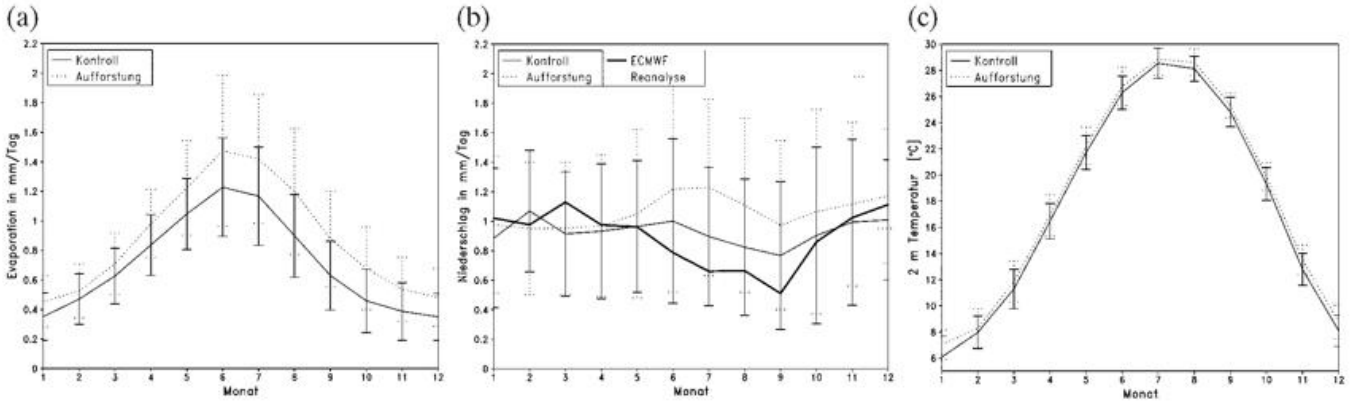 (a)
Evaporation in mm/Tag
2.2
2
1.8
1.6
1.4
1.2
1
0.8
0.6
0.4
0.2
0
Kontroll
Aufforstung
1 2 3 4 5 6 7 8 9 10 11 12
Monat
(b)
Niederschlag in mm/Tag
2.2
2
1.8
1.6
1.4
1.2
1
0.8
0.6
0.4
0.2
0
Kontroll ECMWF
Aufforstung Reanalyse
1 2 3 4 5 6 7 8 9 10 11 12
Monat
(c)
2 m Temperatur [°C]
30
28
26
24
22
20
18
16
14
12
10
8
6
Kontroll
Aufforstung
1 2 3 4 5 6 7 8 9 10 11 12
Monat